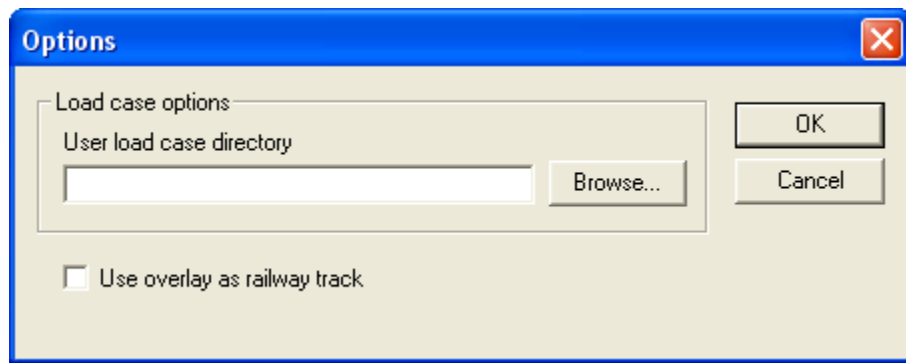 Options
Load case options
User load case directory
Browse...
OK
Cancel
Use overlay as railway track